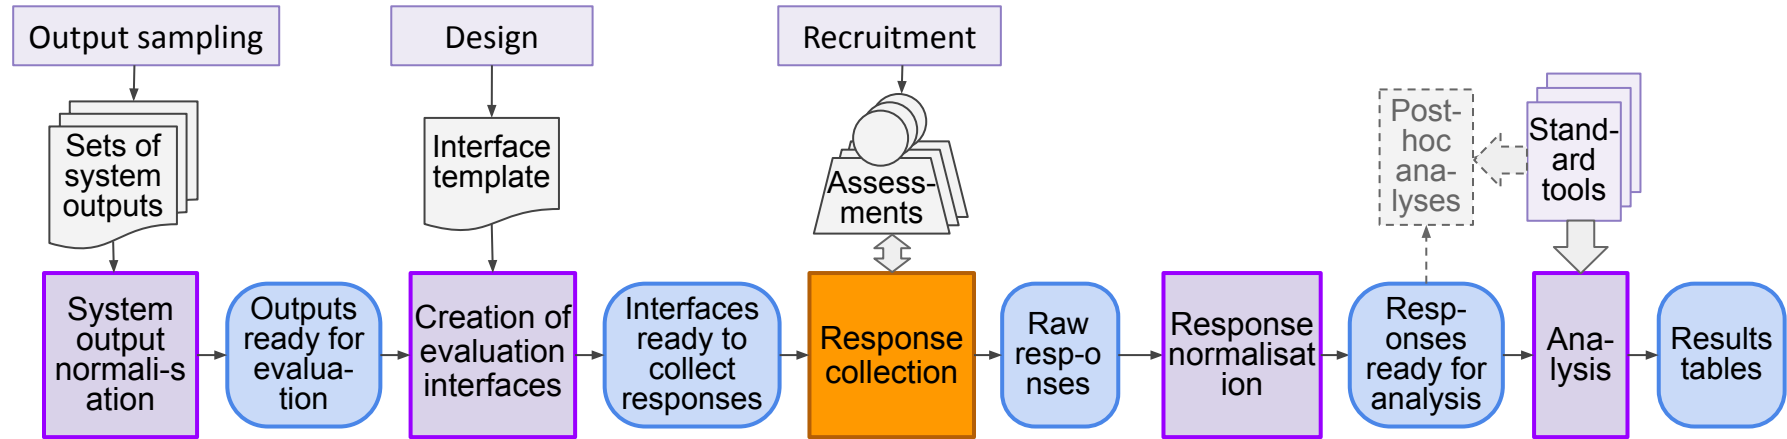 Output sampling
Design
Recruitment
Sets of
system
outputs
Interface
template
Assess-
ments
Post-
hoc
ana-
lyses
Stand-
ard
tools
System
output
normali-s
ation
Outputs
ready for
evalua-
tion
Creation of
evaluation
interfaces
Interfaces
ready to
collect
responses
Response
collection
Raw
resp-o
nses
Response
normalisat
ion
Resp-
onses
ready for
analysis
Ana-
lysis
Results
tables